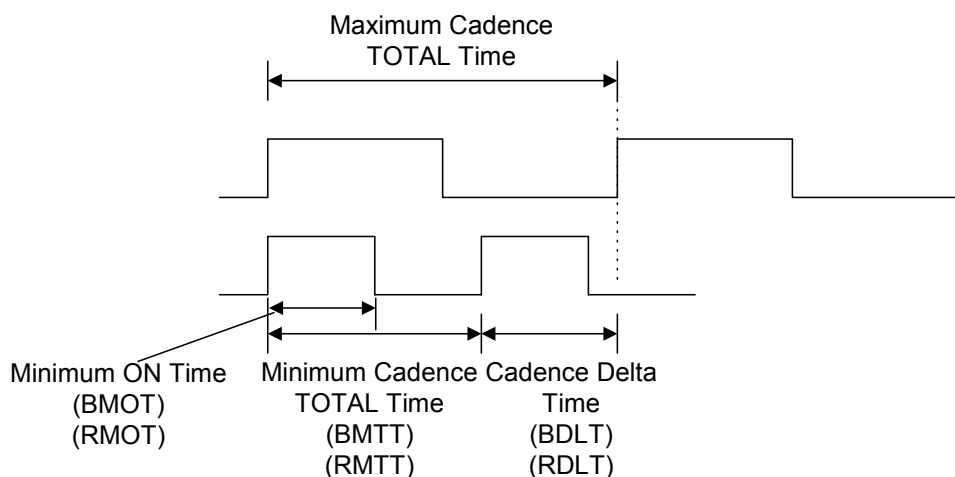 Maximum Cadence
TOTAL Time
Minimum ON Time
(BMOT)
(RMOT)
Minimum Cadence
TOTAL Time
(BMTT)
(RMTT)
Cadence Delta
Time
(BDLT)
(RDLT)